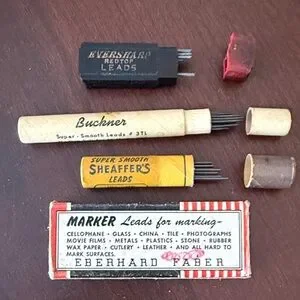 EVERSHARP
REDTOP
LEADS
Buckner
Super-Smooth Leads # 3TL
SUPER SMOOTH
SHEAFFER'S
LEADS
MARKER Leads for marking-
CELLOPHANE • GLASS • CHINA • TILE • PHOTOGRAPHS
MOVIE FILMS • METALS • PLASTICS • STONE • RUBBER
WAX PAPER • CUTLERY • LEATHER • AND ALL HARD TO
MARK SURFACES.
EBERHARD FABER